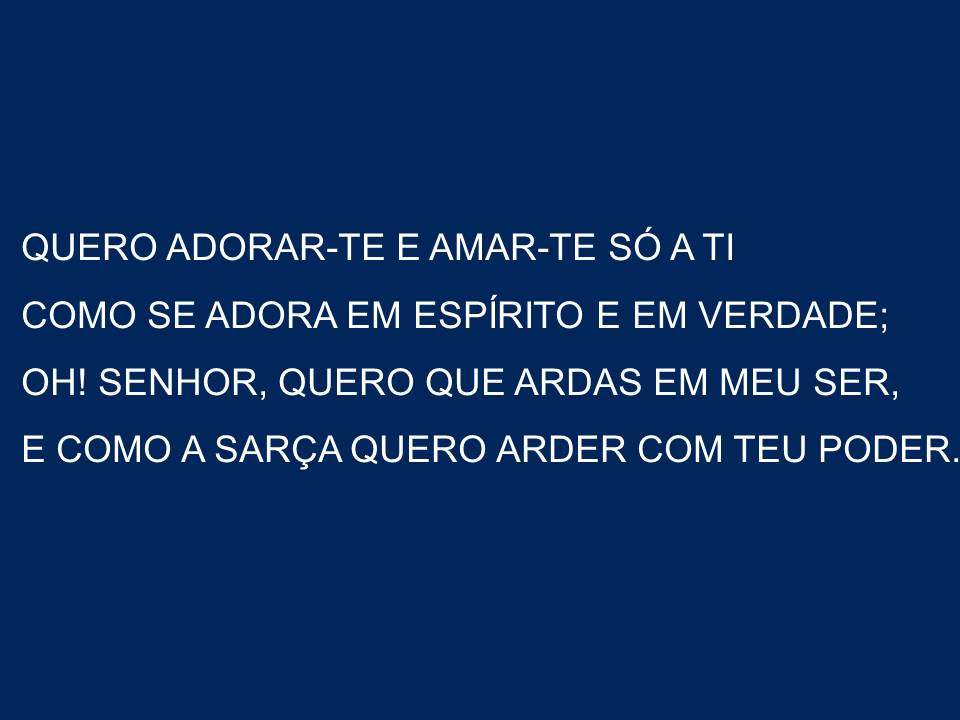 QUERO ADORAR-TE E AMAR-TE SÓ A TI
COMO SE ADORA EM ESPÍRITO E EM VERDADE;
OH! SENHOR, QUERO QUE ARDAS EM MEU SER,
E COMO A SARÇA QUERO ARDER COM TEU PODER.